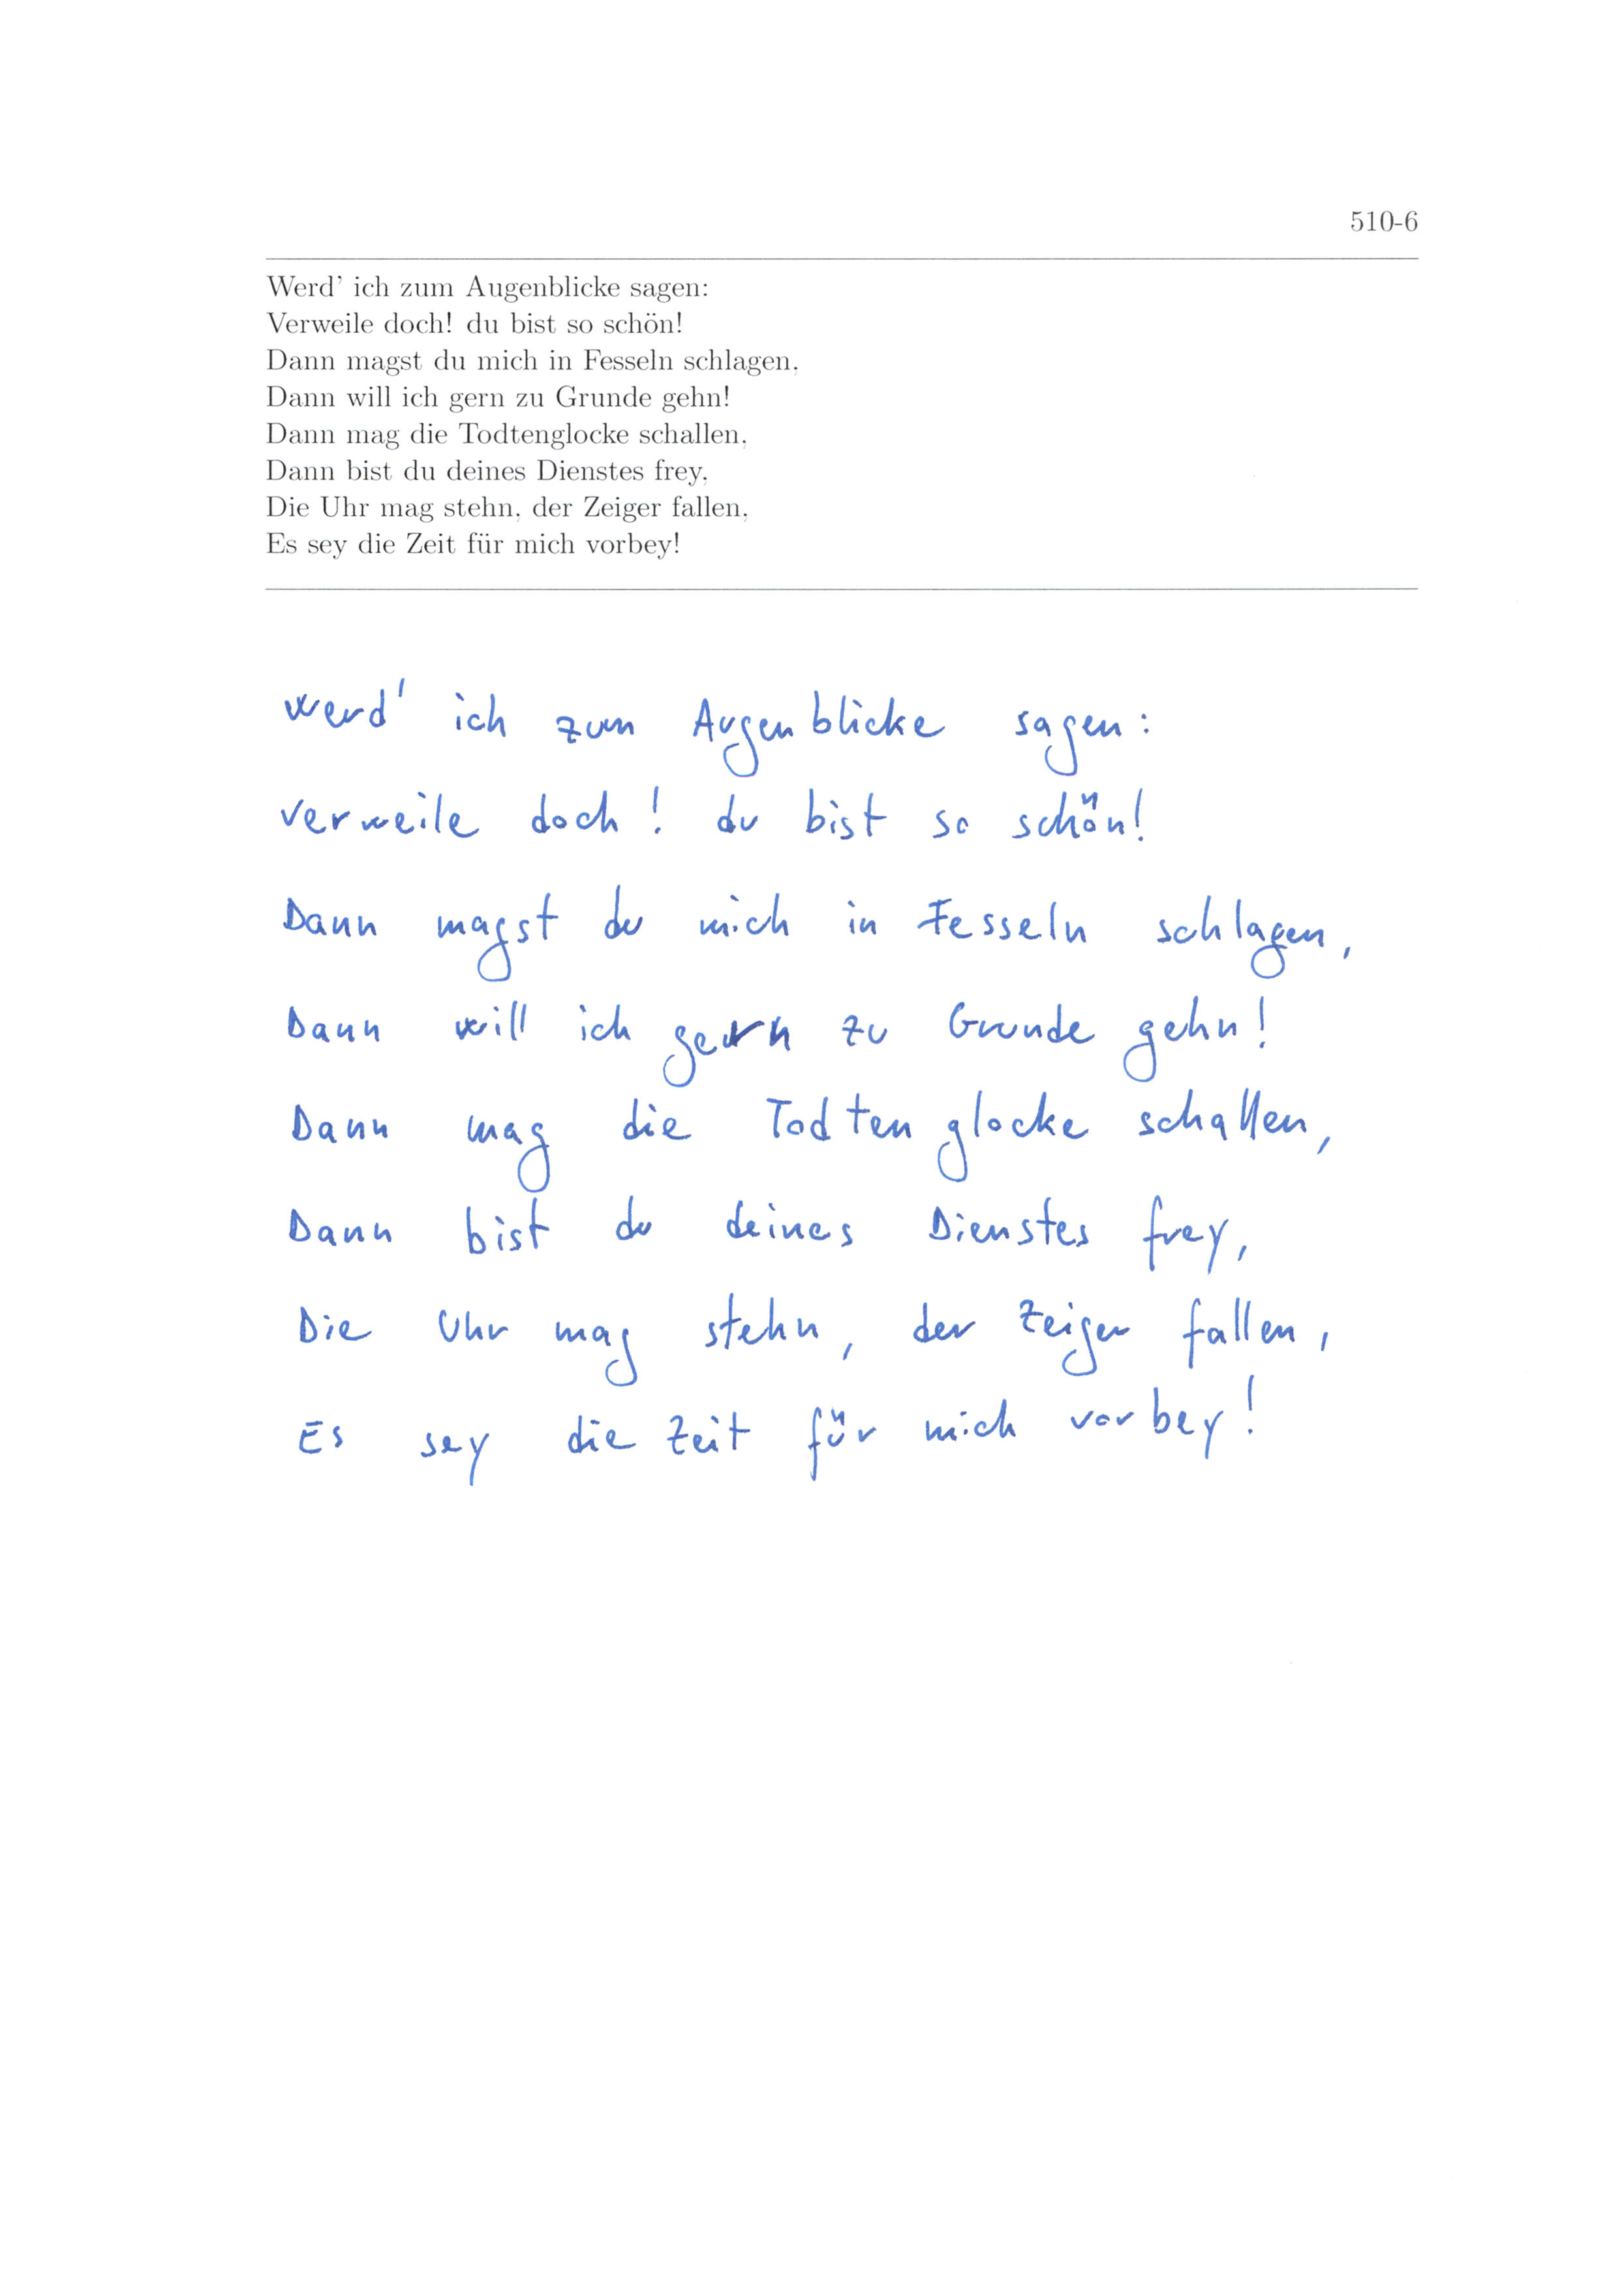 510-6
Werd' ich zum Augenblicke sagen:
Verweile doch! du bist so schön!
Dann magst du mich in Fesseln schlagen,
Dann will ich gern zu Grunde gehn!
Dann mag die Todtenglocke schallen,
Dann bist du deines Dienstes frey,
Die Uhr mag stehn, der Zeiger fallen,
Es sey die Zeit für mich vorbey!
Werd' ich zum Augenblicke sagen:
Verweile doch! du bist so schön!
Dann magst du mich in Fesseln schlagen,
Dann will ich gern zu Grunde gehn!
Dann mag die Todtenglocke schallen,
Dann bist du deines Dienstes frey,
Die Uhr mag stehn, der Zeiger fallen,
Es sey die Zeit für mich vorbey!